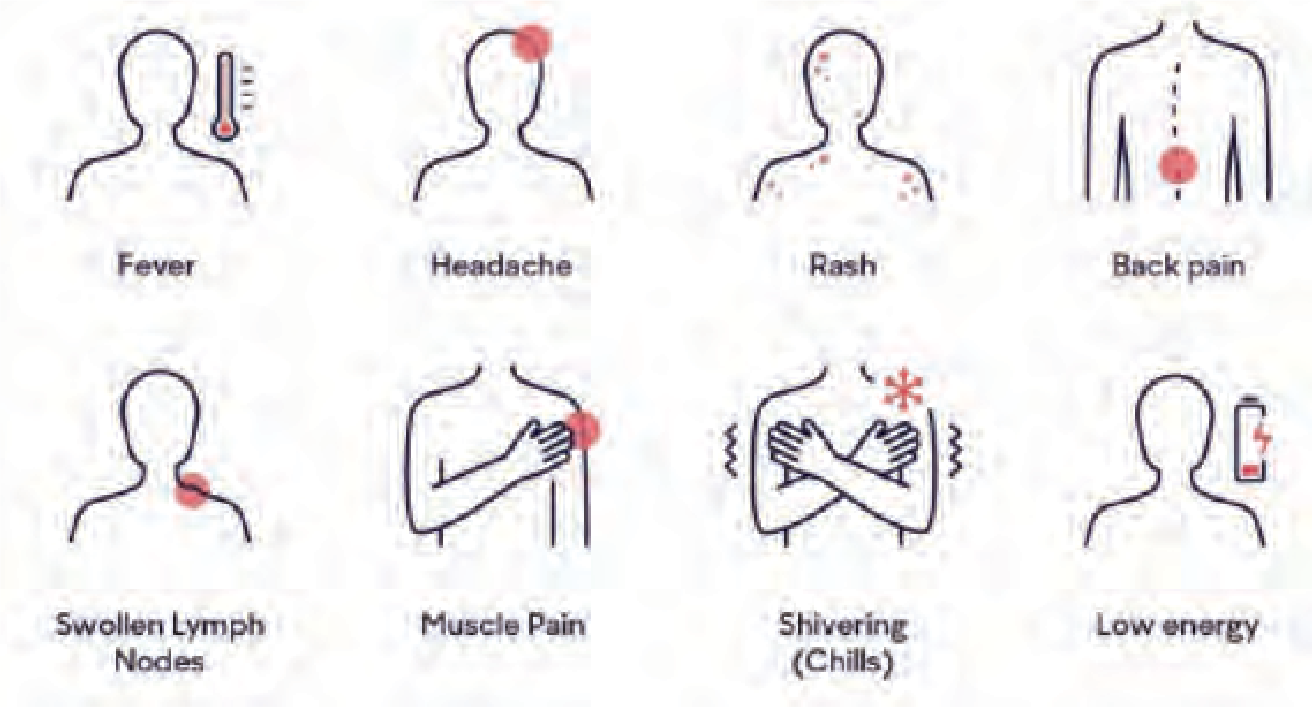 Fever
Headache
Rash
Back pain
Swollen Lymph
Nodes
Muscle Pain
Shivering
(Chills)
Low energy